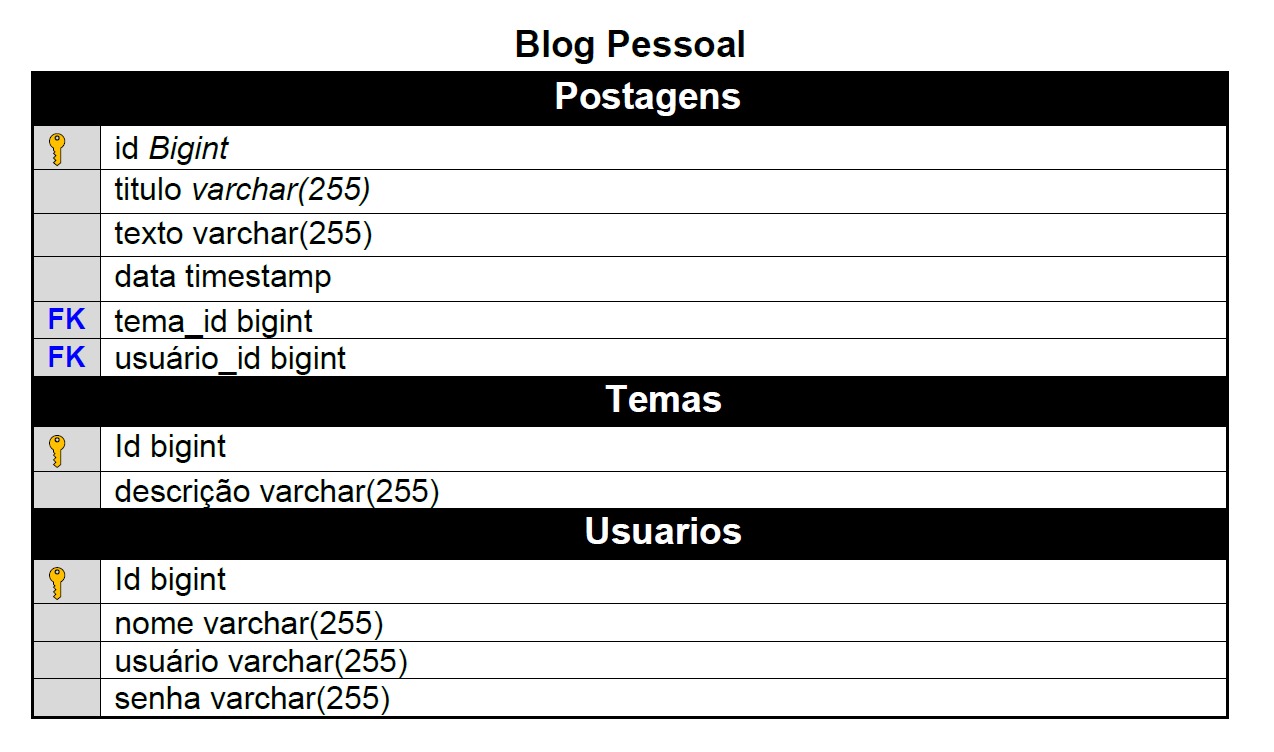 Blog Pessoal
Postagens
id Bigint
titulo varchar(255)
texto varchar(255)
data timestamp
FK tema_id bigint
FK usuário_id bigint
Temas
Id bigint
descrição varchar(255)
Usuarios
Id bigint
nome varchar(255)
usuário varchar(255)
senha varchar(255)